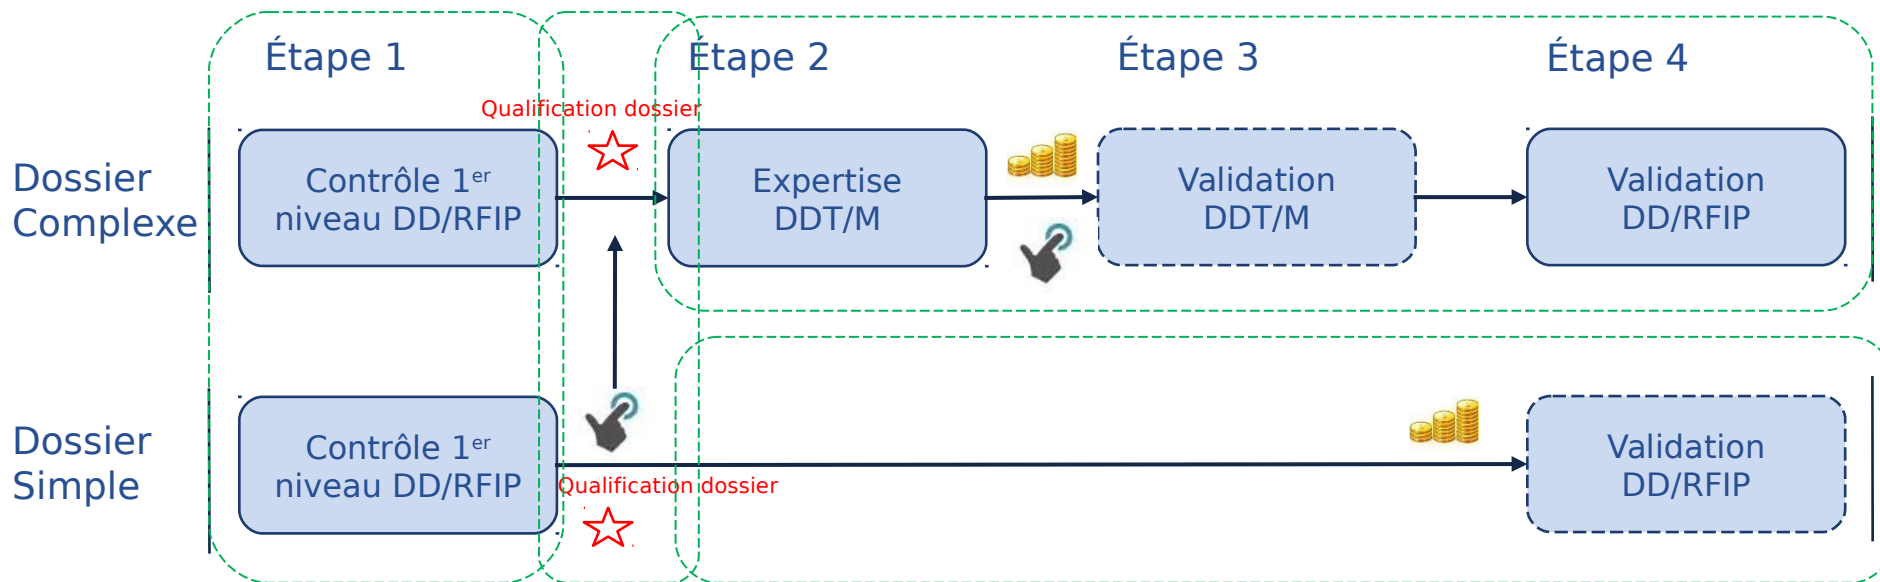 Étape 1
Étape 2
Étape 3
Étape 4
Qualification dossier
Dossier
Complexe
Contrôle 1er
niveau DD/RFIP
Expertise
DDT/M
Validation
DDT/M
Validation
DD/RFIP
Dossier
Simple
Contrôle 1er
niveau DD/RFIP
Qualification dossier
Validation
DD/RFIP